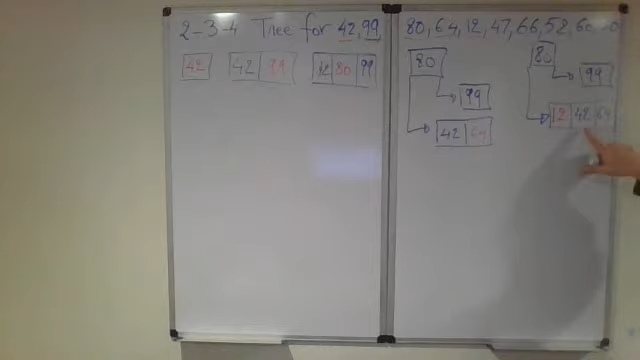 2-3-4 Tree for 42, 99 80, 64, 12, 47, 66, 52, 60
42 42 99 42 80 99
80 80
99 99
42 64 12 42 64